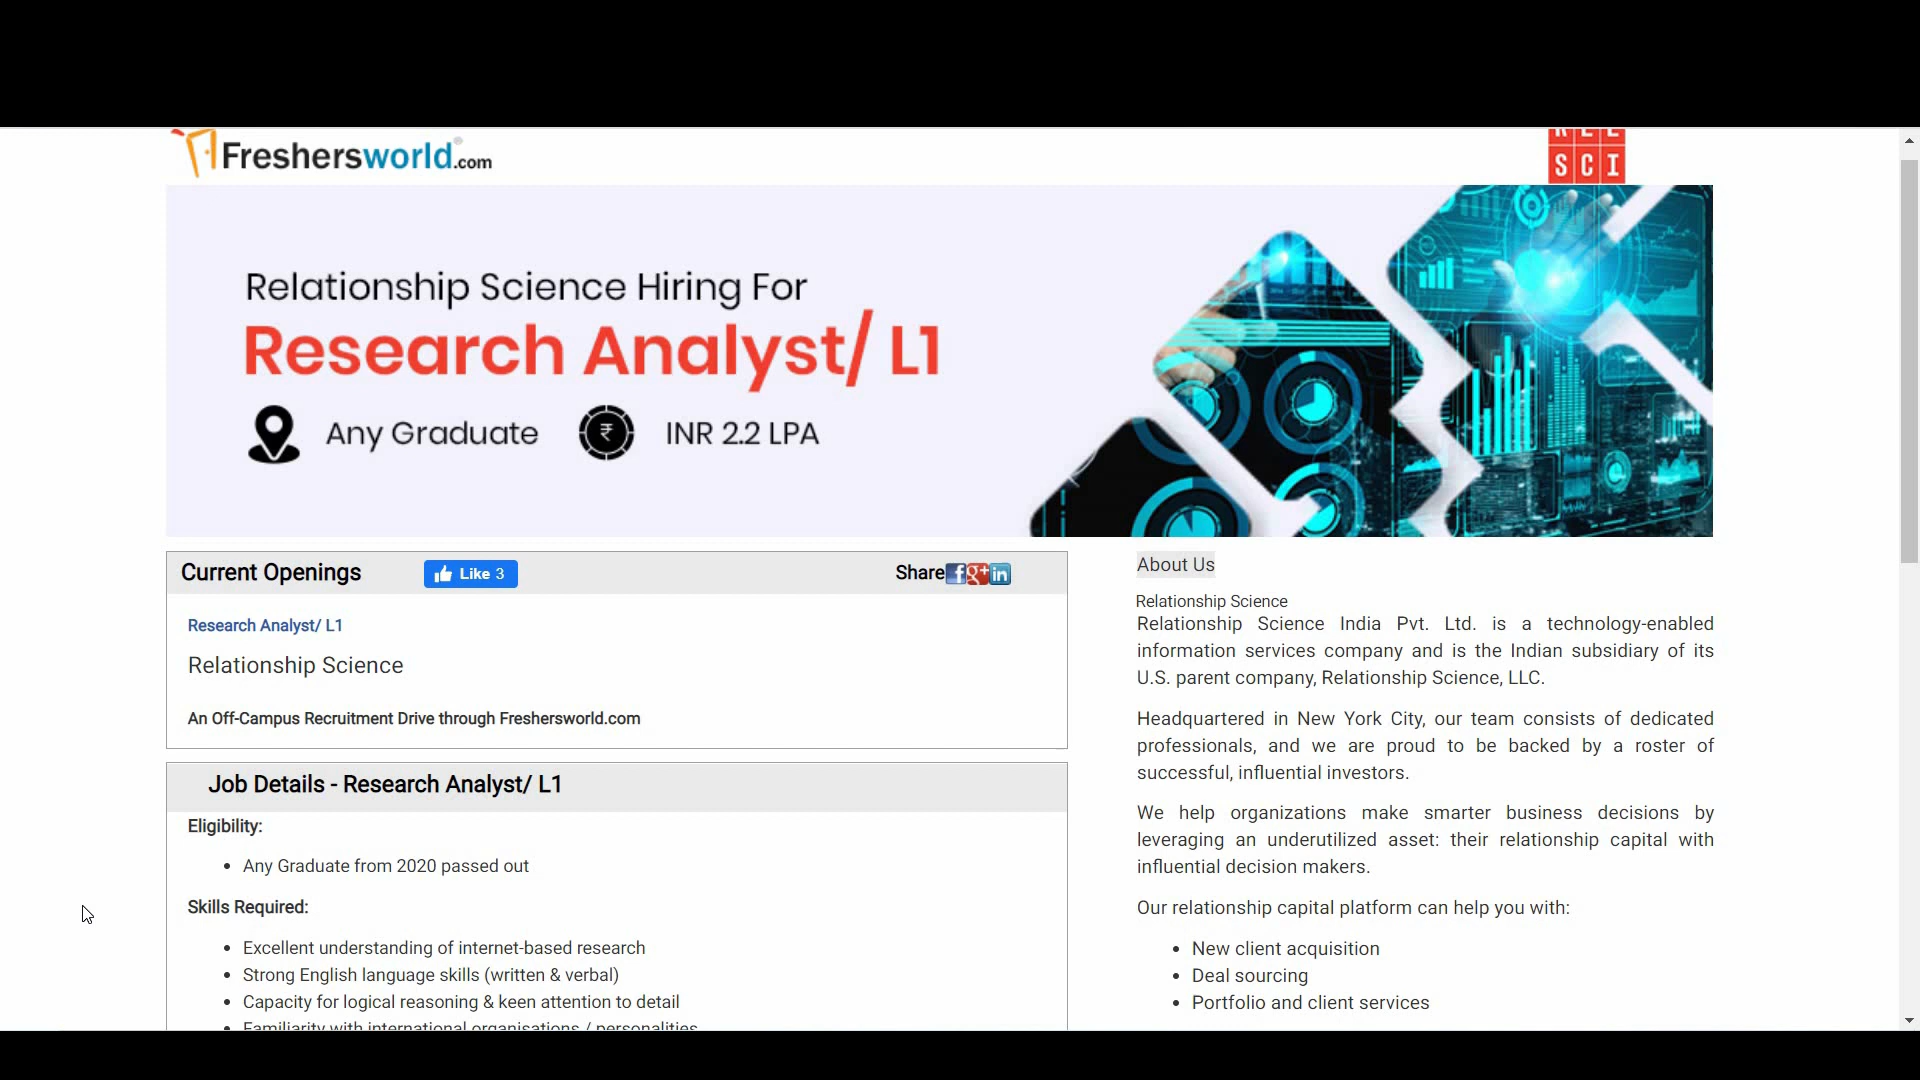 Freshersworld.com
SCI
Relationship Science Hiring For
Research Analyst/ L1
Any Graduate
₹
INR 2.2 LPA
Current Openings
Like 3
Share
Research Analyst/ L1
Relationship Science
An Off-Campus Recruitment Drive through Freshersworld.com
Job Details - Research Analyst/ L1
Eligibility:
Any Graduate from 2020 passed out
Skills Required:
Excellent understanding of internet-based research
Strong English language skills (written & verbal)
Capacity for logical reasoning & keen attention to detail
Familiarity with international organisations / personalities
About Us
Relationship Science
Relationship Science India Pvt. Ltd. is a technology-enabled
information services company and is the Indian subsidiary of its
U.S. parent company, Relationship Science, LLC.
Headquartered in New York City, our team consists of dedicated
professionals, and we are proud to be backed by a roster of
successful, influential investors.
We help organizations make smarter business decisions by
leveraging an underutilized asset: their relationship capital with
influential decision makers.
Our relationship capital platform can help you with:
New client acquisition
Deal sourcing
Portfolio and client services